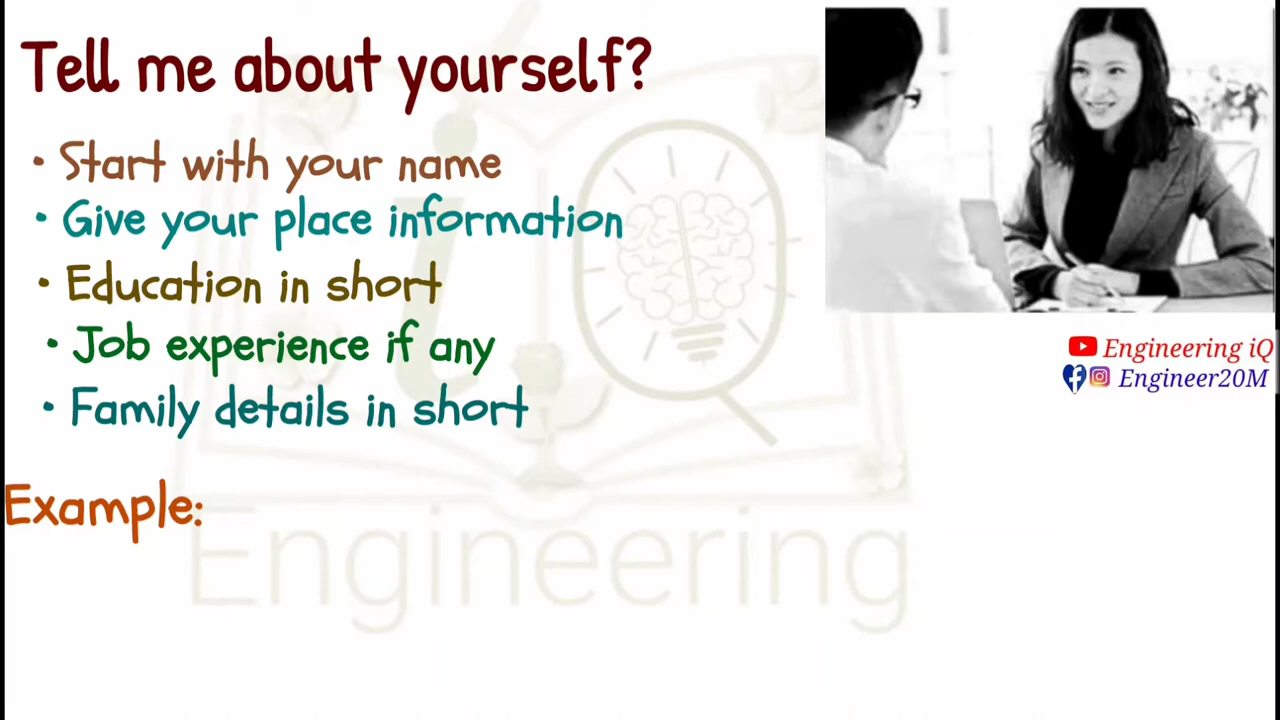 Tell me about yourself?
• Start with your name
• Give your place information
• Education in short
• Job experience if any
• Family details in short
Engineering iQ
Engineer20M
Example:
Engineering